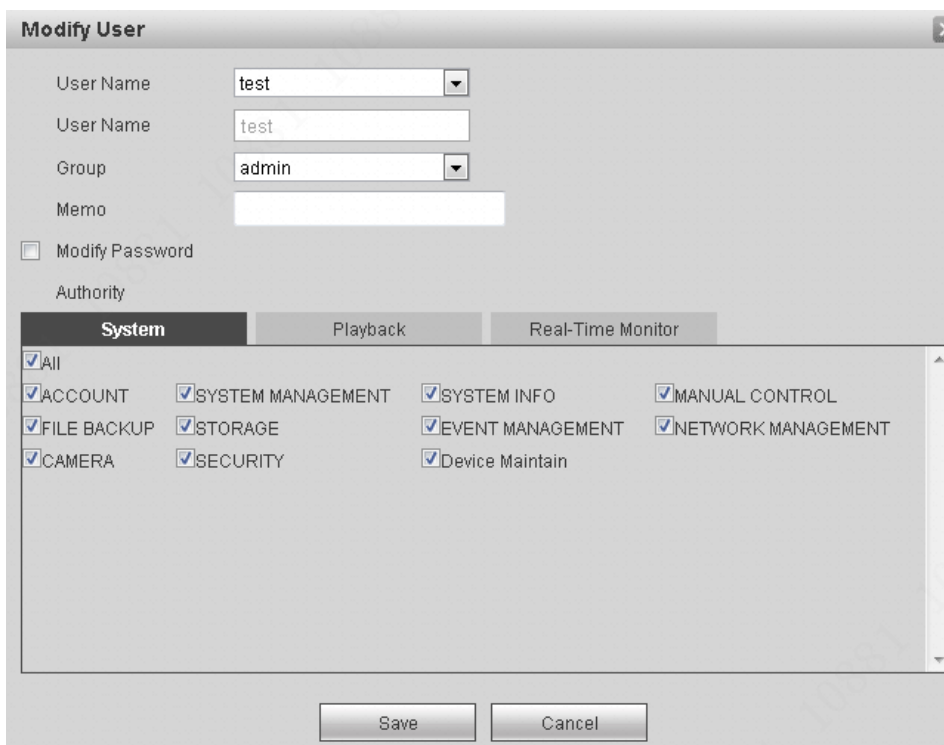 Modify User
User Name test
User Name test
Group admin
Memo
Modify Password
Authority
System Playback Real-Time Monitor
All
ACCOUNT SYSTEM MANAGEMENT SYSTEM INFO MANUAL CONTROL
FILE BACKUP STORAGE EVENT MANAGEMENT NETWORK MANAGEMENT
CAMERA SECURITY Device Maintain
Save Cancel